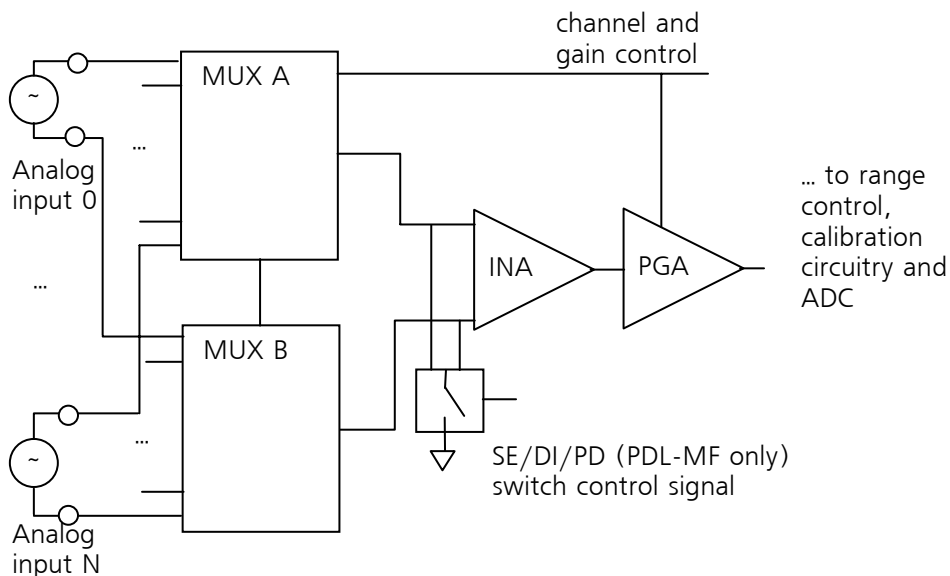 channel and
gain control
MUX A
~
...
Analog
input 0
... to range
control,
calibration
circuitry and
ADC
INA
PGA
...
MUX B
...
~
SE/DI/PD (PDL-MF only)
switch control signal
Analog
input N